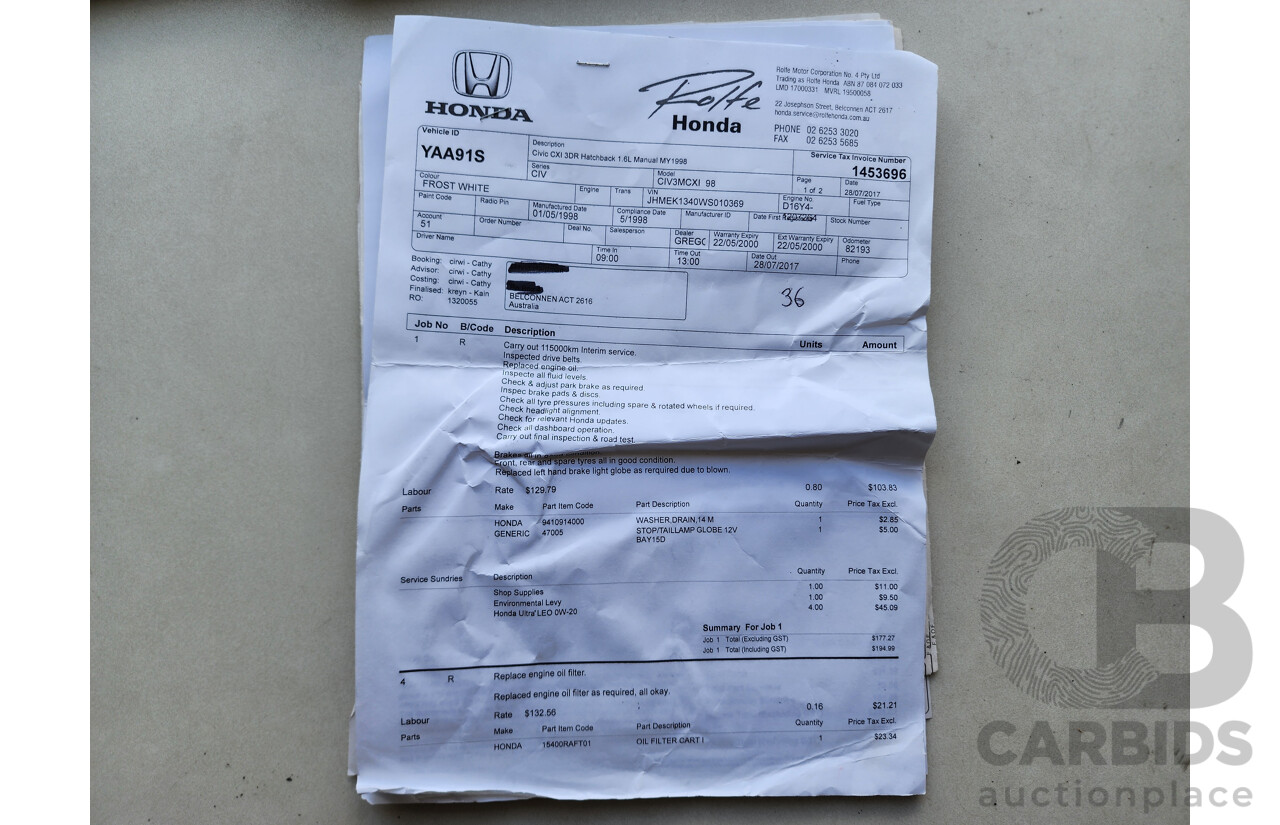 HONDA
Rolfe
Honda
Rolfe Motor Corporation No. 4 Pty Ltd
Trading as Rolfe Honda ABN 87 081 072 033
LMD 17000331 MVRL 19500058
22 Josephson Street, Belconnen ACT 2617
honda.service@rolfehonda.com.au
PHONE 02 6253 3020
FAX 02 6253 5685
Vehicle ID Description Service Tax Invoice Number
YAA91S Civic CXI 3DR Hatchback 1.6L Manual MY1998 1453696
Series Model Page Date
CIV CIV3MCXI 98 1 of 2 28/07/2017
Colour Engine Trans VIN Engine No Fuel Type
FROST WHITE JHMEK1340WS010369 D16Y4-
Paint Code Radio Pin Manufactured Date Compliance Date Manufacturer ID Date First Stock Number
01/05/1998 5/1998
Account Order Number Deal No. Salesperson Dealer Warranty Expiry Ext Warranty Expiry Odometer
51 GREGC 22/05/2000 22/05/2000 82193
Driver Name Time In Time Out Date Out Phone
09:00 13:00 28/07/2017
Booking: cirwi - Cathy
Advisor: cirwi - Cathy
Costing: cirwi - Cathy
Finalised: kreyn - Kain
RO: 1320055
BELCONNEN ACT 2616
Australia
36
Job No B/Code Description Units Amount
1 R Carry out 115000km Interim service.
Inspected drive belts.
Replaced engine oil.
Inspecte all fluid levels.
Check & adjust park brake as required.
Inspec brake pads & discs.
Check all tyre pressures including spare & rotated wheels if required.
Check headlight alignment.
Check for relevant Honda updates.
Check all dashboard operation.
Carry out final inspection & road test.
Brakes all in good condition.
Front, rear and spare tyres all in good condition.
Replaced left hand brake light globe as rerquired due to blown.
Labour Rate $129.79 0.80 $103.83
Parts Make Part Item Code Part Description Quantity Price Tax Excl.
HONDA 9410914000 WASHER,DRAIN,14 M 1 $2.85
GENERIC 47005 STOP/TAILLAMP GLOBE 12V 1 $5.00
BAY15D
Service Sundries Description Quantity Price Tax Excl.
Shop Supplies 1.00 $11.00
Environmental Levy 1.00 $9.50
Honda Ultra LEO 0W-20 4.00 $45.09
Summary For Job 1
Job 1 Total (Excluding GST) $177.27
Job 1 Total (Including GST) $194.99
4 R Replace engine oil filter.
Replaced engine oil filter as required, all okay.
Labour Rate $132.56 0.16 $21.21
Parts Make Part Item Code Part Description Quantity Price Tax Excl.
HONDA 15400RAFT01 OIL FILTER CART I 1 $23.34
CB
CARBIDS
auctionplace